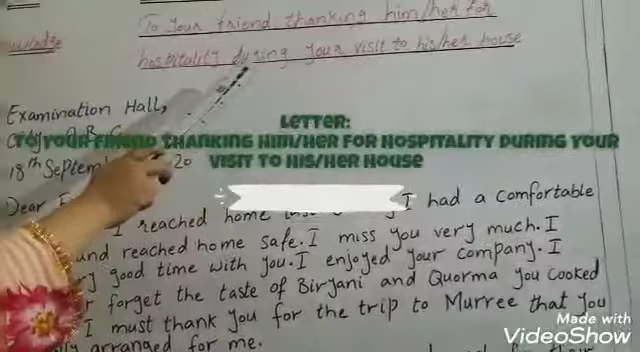 To Your friend thanking him/her for
hospitality during your visit to his/her house
Examination Hall,
LETTER:
TO YOUR FRIEND THANKING HIM/HER FOR HOSPITALITY DURING YOUR
VISIT TO HIS/HER HOUSE
18th Septem 20
Dear
I reached home I had a comfortable
and reached home safe. I miss you very much. I
good time with you. I enjoyed your company. I
forget the taste of Biryani and Quorma you cooked
I must thank you for the trip to Murree that you
arranged for me.
Made with
VideoShow